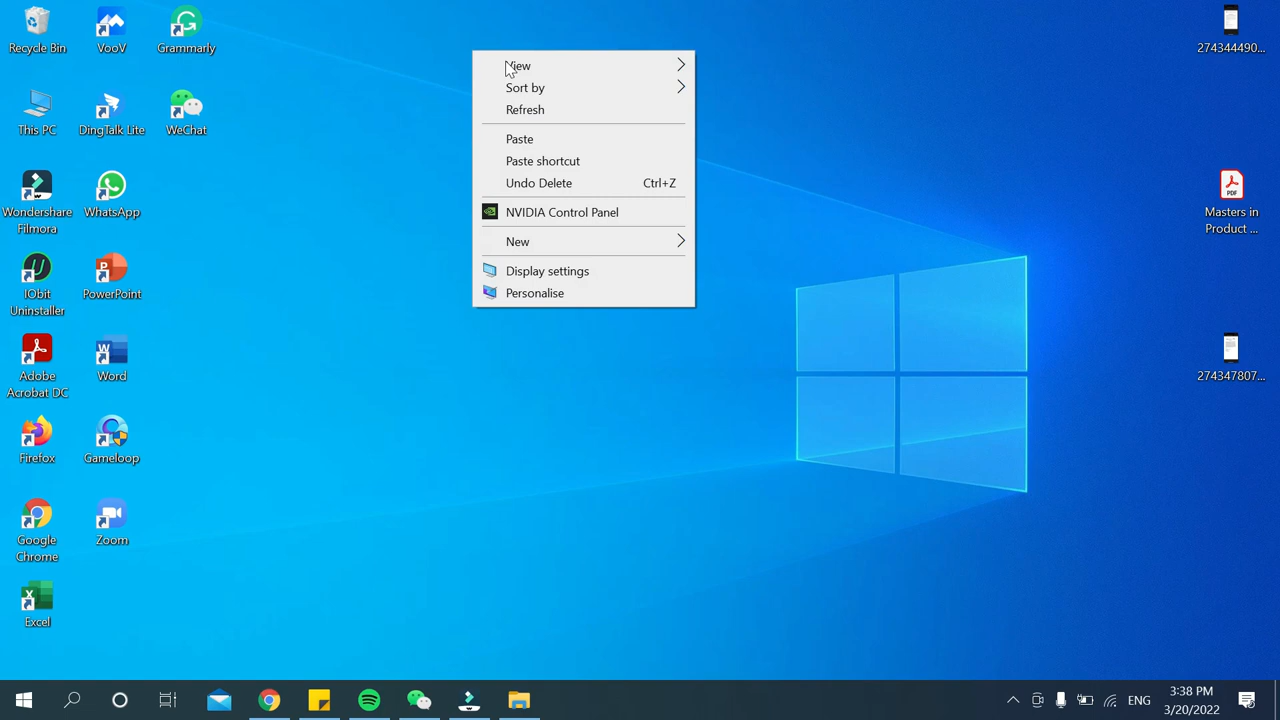 Recycle Bin
VooV
Grammarly
This PC
DingTalk Lite
WeChat
Wondershare
Filmora
WhatsApp
IObit
Uninstaller
PowerPoint
Adobe
Acrobat DC
Word
Firefox
Gameloop
Google
Chrome
Zoom
Excel
View
Sort by
Refresh
Paste
Paste shortcut
Undo Delete Ctrl+Z
NVIDIA Control Panel
New
Display settings
Personalise
274344490...
PDF
Masters in
Product ...
274347807...
ENG
3:38 PM
3/20/2022